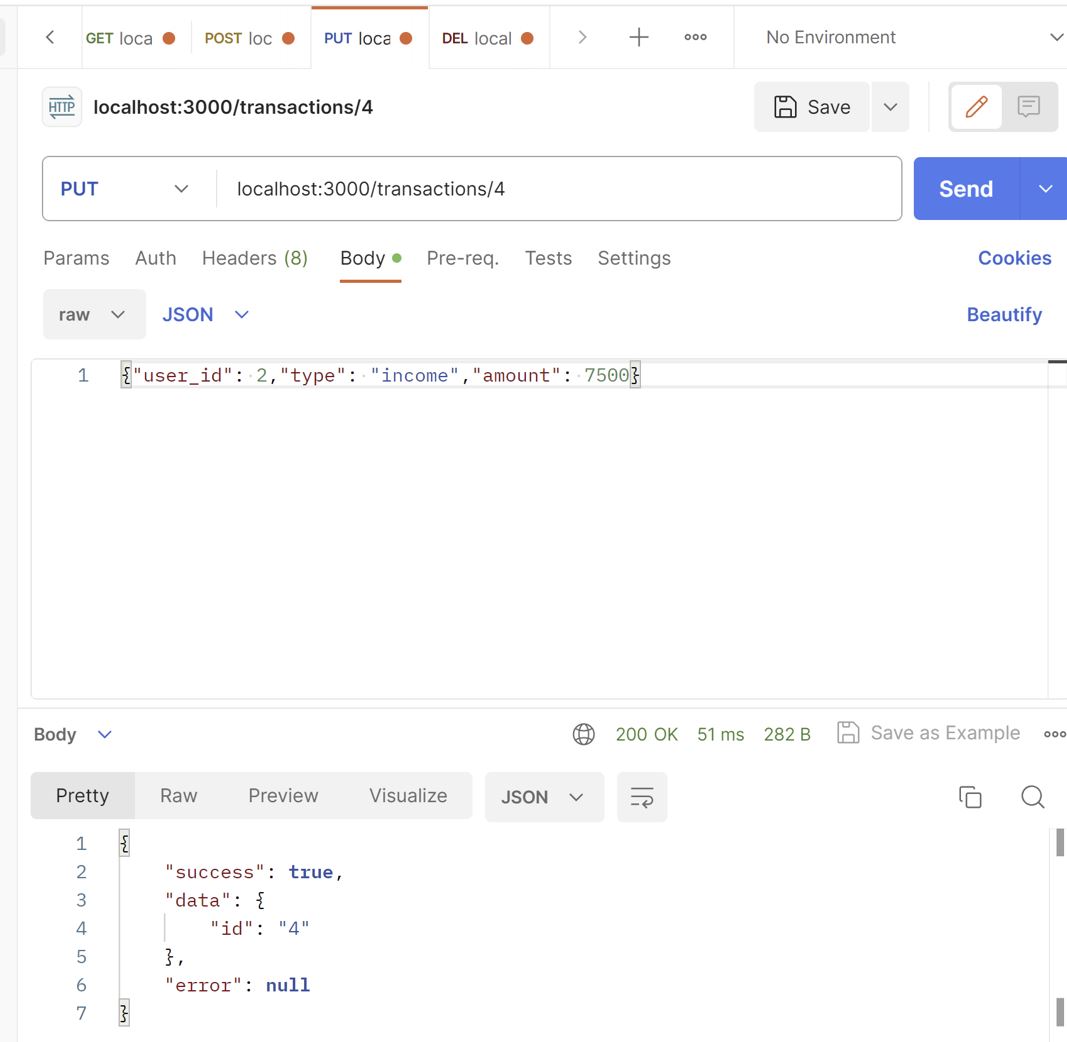 GET loca POST loc PUT loca DEL local No Environment
HTTP localhost:3000/transactions/4 Save
PUT localhost:3000/transactions/4 Send
Params Auth Headers (8) Body Pre-req. Tests Settings Cookies
raw JSON Beautify
1 {"user_id": 2,"type": "income","amount": 7500}
Body 200 OK 51 ms 282 B Save as Example
Pretty Raw Preview Visualize JSON
1 {
2 "success": true,
3 "data": {
4 "id": "4"
5 },
6 "error": null
7 }